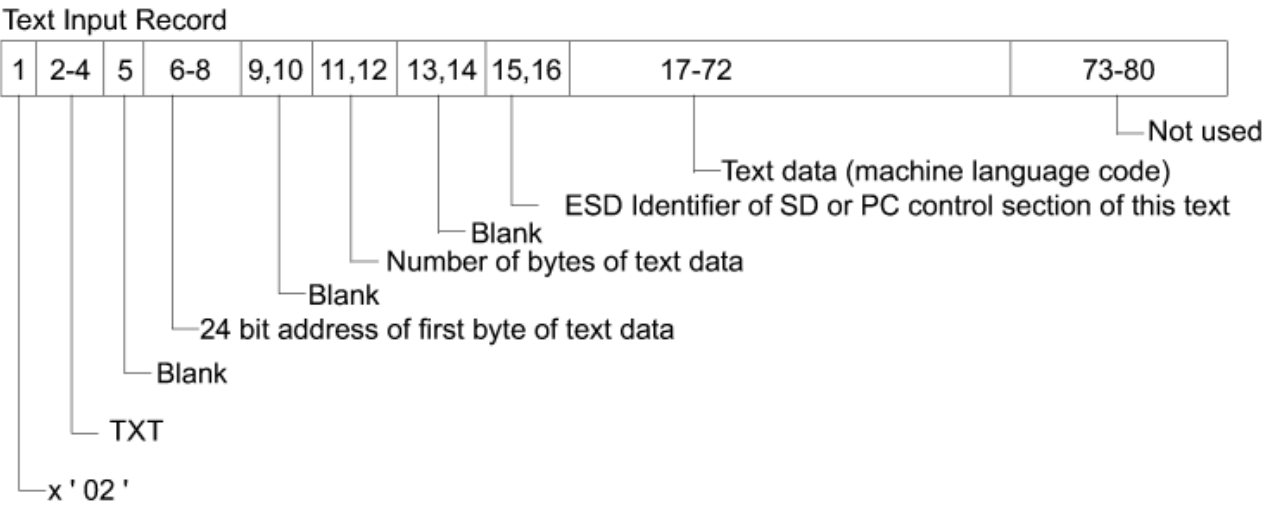 Text Input Record
1 2-4 5 6-8 9,10 11,12 13,14 15,16 17-72 73-80
Not used
Text data (machine language code)
ESD Identifier of SD or PC control section of this text
Blank
Number of bytes of text data
Blank
24 bit address of first byte of text data
Blank
TXT
x ' 02 '